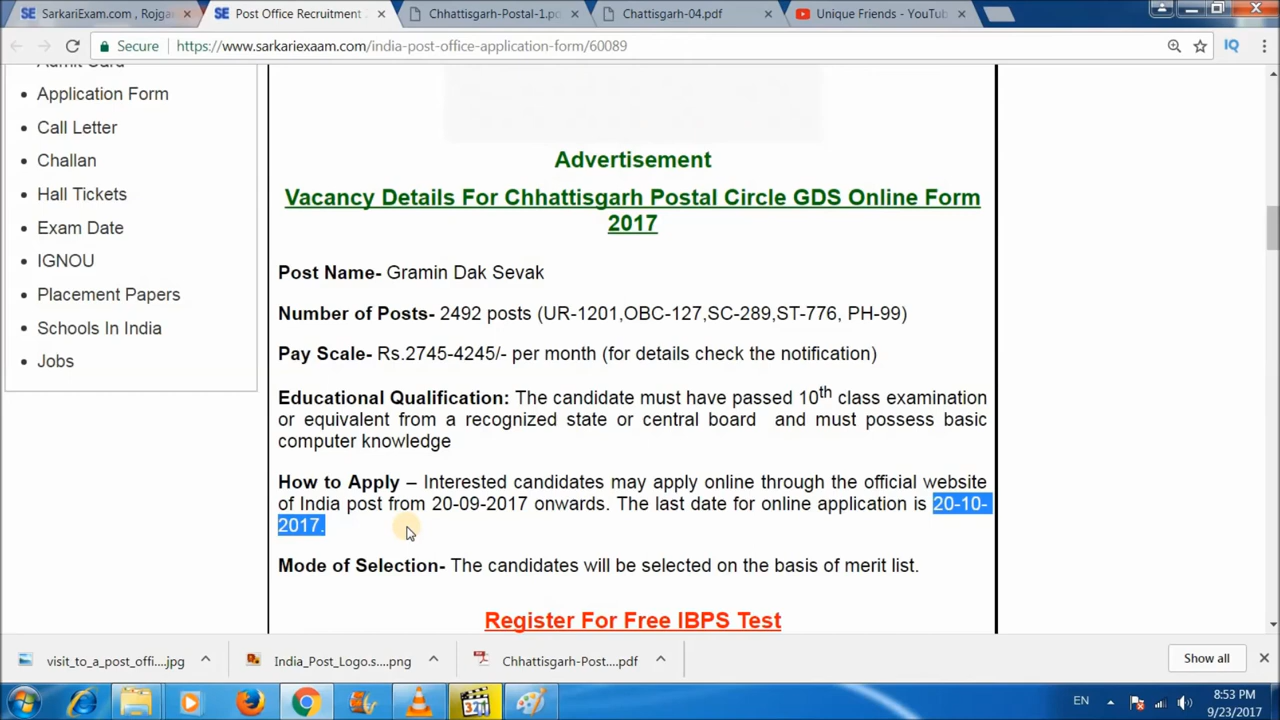 SarkariExam.com , Rojga
Post Office Recruitment
Chhattisgarh-Postal-1.p
Chattisgarh-04.pdf
Unique Friends - YouTu
Secure
https://www.sarkariexaam.com/india-post-office-application-form/60089
Admit Card
Application Form
Call Letter
Challan
Hall Tickets
Exam Date
IGNOU
Placement Papers
Schools In India
Jobs
Advertisement
Vacancy Details For Chhattisgarh Postal Circle GDS Online Form
2017
Post Name- Gramin Dak Sevak
Number of Posts- 2492 posts (UR-1201,OBC-127,SC-289,ST-776, PH-99)
Pay Scale- Rs.2745-4245/- per month (for details check the notification)
Educational Qualification: The candidate must have passed 10th class examination
or equivalent from a recognized state or central board and must possess basic
computer knowledge
How to Apply – Interested candidates may apply online through the official website
of India post from 20-09-2017 onwards. The last date for online application is 20-10-
2017.
Mode of Selection- The candidates will be selected on the basis of merit list.
Register For Free IBPS Test
visit_to_a_post_offi....jpg
India_Post_Logo.s....png
Chhattisgarh-Post....pdf
Show all
EN
8:53 PM
9/23/2017